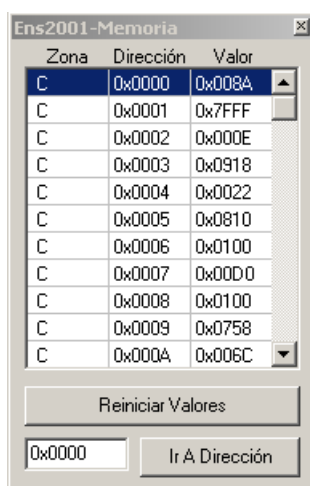 Ens2001-Memoria
Zona Dirección Valor
C 0x0000 0x008A
C 0x0001 0x7FFF
C 0x0002 0x000E
C 0x0003 0x0918
C 0x0004 0x0022
C 0x0005 0x0810
C 0x0006 0x0100
C 0x0007 0x00D0
C 0x0008 0x0100
C 0x0009 0x0758
C 0x000A 0x006C
Reiniciar Valores
0x0000 Ir A Dirección